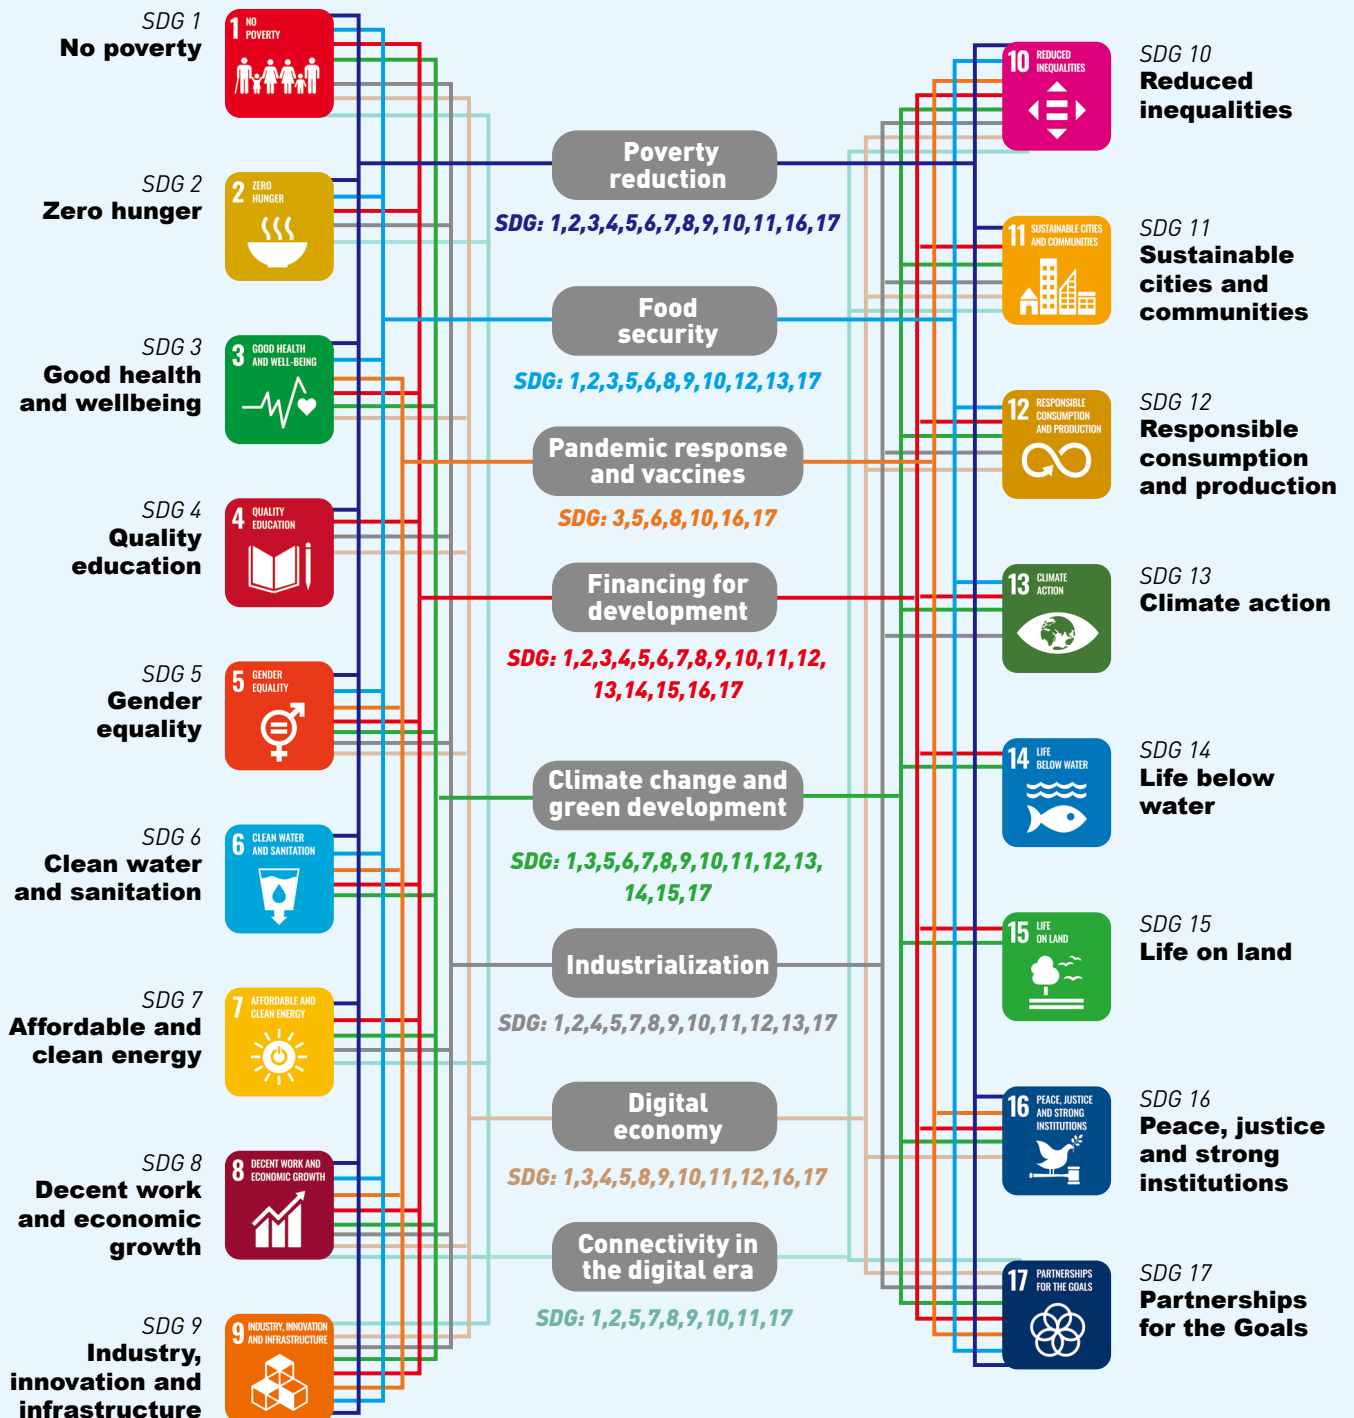 SDG 1
No poverty
1 NO
POVERTY
SDG 2
Zero hunger
2 ZERO
HUNGER
SDG 3
Good health
and wellbeing
3 GOOD HEALTH
AND WELL-BEING
SDG 4
Quality
education
4 QUALITY
EDUCATION
SDG 5
Gender
equality
5 GENDER
EQUALITY
SDG 6
Clean water
and sanitation
6 CLEAN WATER
AND SANITATION
SDG 7
Affordable and
clean energy
7 AFFORDABLE AND
CLEAN ENERGY
SDG 8
Decent work
and economic
growth
8 DECENT WORK AND
ECONOMIC GROWTH
SDG 9
Industry,
innovation and
infrastructure
9 INDUSTRY, INNOVATION
AND INFRASTRUCTURE
Poverty
reduction
SDG: 1,2,3,4,5,6,7,8,9,10,11,16,17
Food
security
SDG: 1,2,3,5,6,8,9,10,12,13,17
Pandemic response
and vaccines
SDG: 3,5,6,8,10,16,17
Financing for
development
SDG: 1,2,3,4,5,6,7,8,9,10,11,12,
13,14,15,16,17
Climate change and
green development
SDG: 1,3,5,6,7,8,9,10,11,12,13,
14,15,17
Industrialization
SDG: 1,2,4,5,7,8,9,10,11,12,13,17
Digital
economy
SDG: 1,3,4,5,8,9,10,11,12,16,17
Connectivity in
the digital era
SDG: 1,2,5,7,8,9,10,11,17
10 REDUCED
INEQUALITIES
SDG 10
Reduced
inequalities
11 SUSTAINABLE CITIES
AND COMMUNITIES
SDG 11
Sustainable
cities and
communities
12 RESPONSIBLE
CONSUMPTION
AND PRODUCTION
SDG 12
Responsible
consumption
and production
13 CLIMATE
ACTION
SDG 13
Climate action
14 LIFE
BELOW WATER
SDG 14
Life below
water
15 LIFE
ON LAND
SDG 15
Life on land
16 PEACE, JUSTICE
AND STRONG
INSTITUTIONS
SDG 16
Peace, justice
and strong
institutions
17 PARTNERSHIPS
FOR THE GOALS
SDG 17
Partnerships
for the Goals